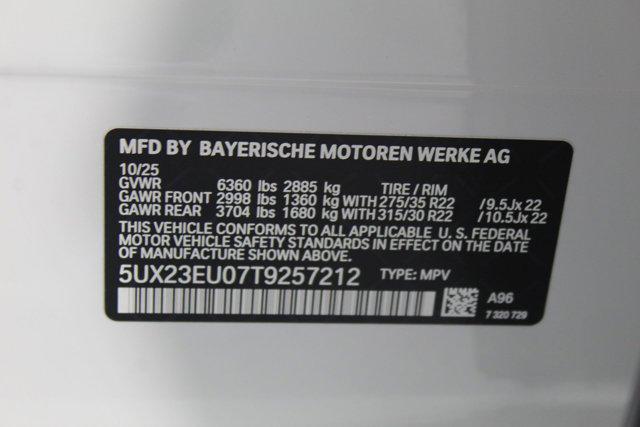 MFD BY BAYERISCHE MOTOREN WERKE AG
10/25
GVWR 6360 lbs 2885 kg TIRE / RIM
GAWR FRONT 2998 lbs 1360 kg WITH 275/35 R22 / 9.5Jx 22
GAWR REAR 3704 lbs 1680 kg WITH 315/30 R22 / 10.5Jx 22
THIS VEHICLE CONFORMS TO ALL APPLICABLE U. S. FEDERAL
MOTOR VEHICLE SAFETY STANDARDS IN EFFECT ON THE DATE
OF MANUFACTURE SHOWN ABOVE.
5UX23EU07T9257212 TYPE: MPV
A96
7 320 729